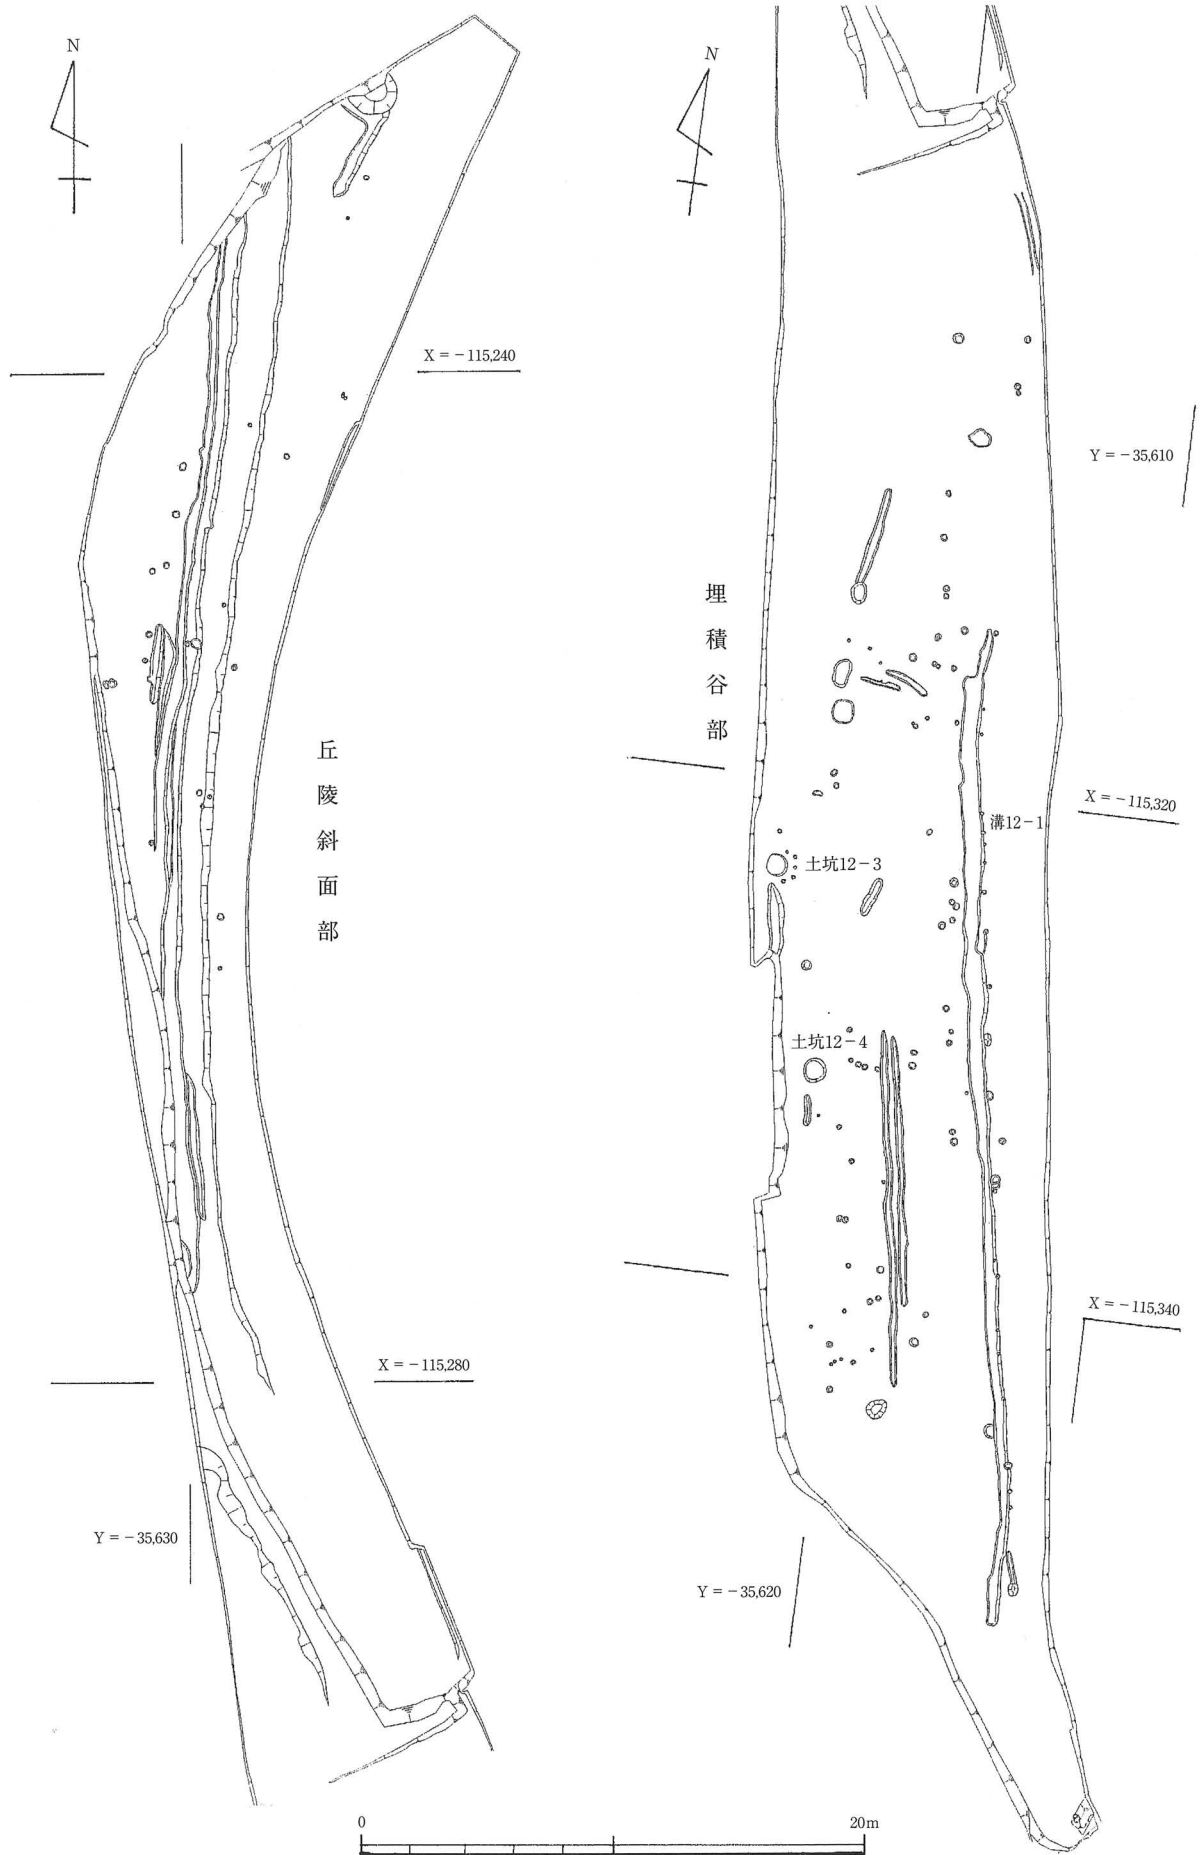 N
X = −115,240
丘陵斜面部
X = −115,280
Y = −35,630
N
Y = −35,610
埋積谷部
X = −115,320
溝12−1
土坑12−3
土坑12−4
X = −115,340
Y = −35,620
0
20m